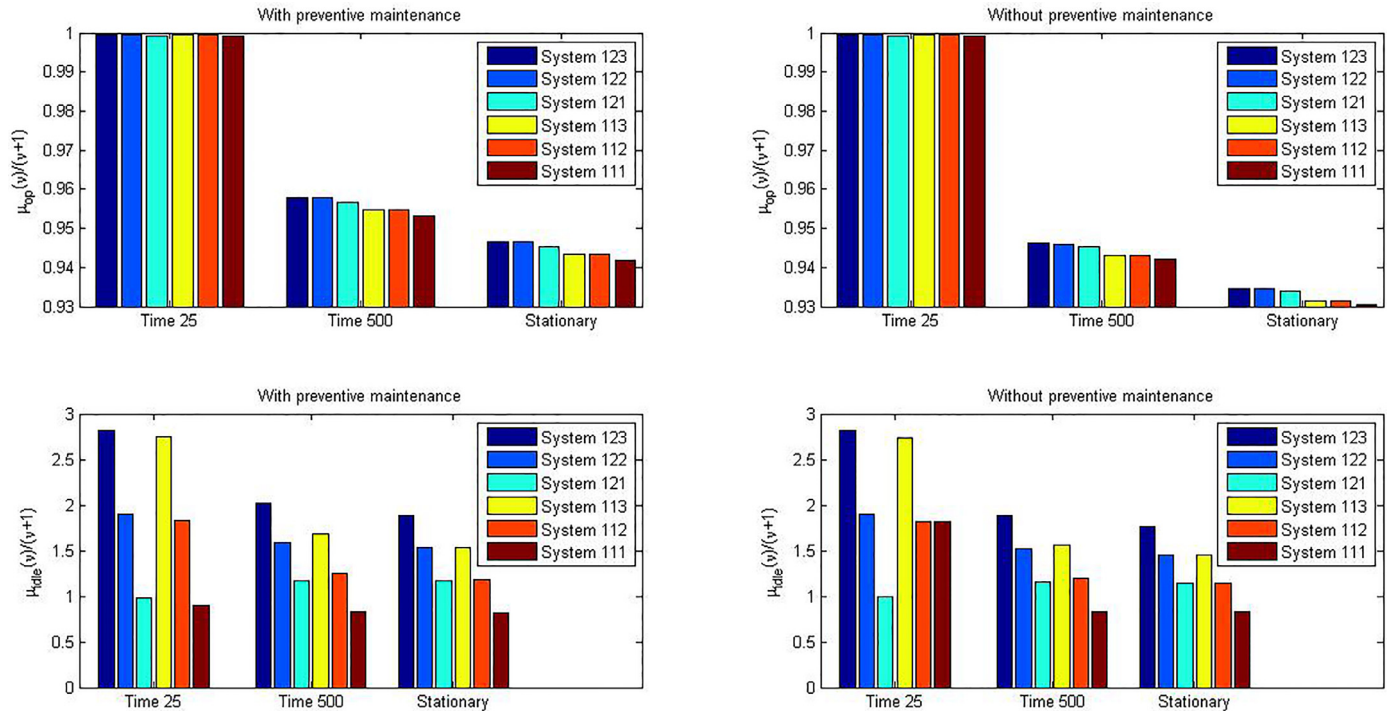 With preventive maintenance
1
0.99
0.98
0.97
0.96
0.95
0.94
0.93
μop(ν)/(ν+1)
System 123
System 122
System 121
System 113
System 112
System 111
Time 25
Time 500
Stationary
Without preventive maintenance
1
0.99
0.98
0.97
0.96
0.95
0.94
0.93
μop(ν)/(ν+1)
System 123
System 122
System 121
System 113
System 112
System 111
Time 25
Time 500
Stationary
With preventive maintenance
3
2.5
2
1.5
1
0.5
0
μidle(ν)/(ν+1)
System 123
System 122
System 121
System 113
System 112
System 111
Time 25
Time 500
Stationary
Without preventive maintenance
3
2.5
2
1.5
1
0.5
0
μidle(ν)/(ν+1)
System 123
System 122
System 121
System 113
System 112
System 111
Time 25
Time 500
Stationary